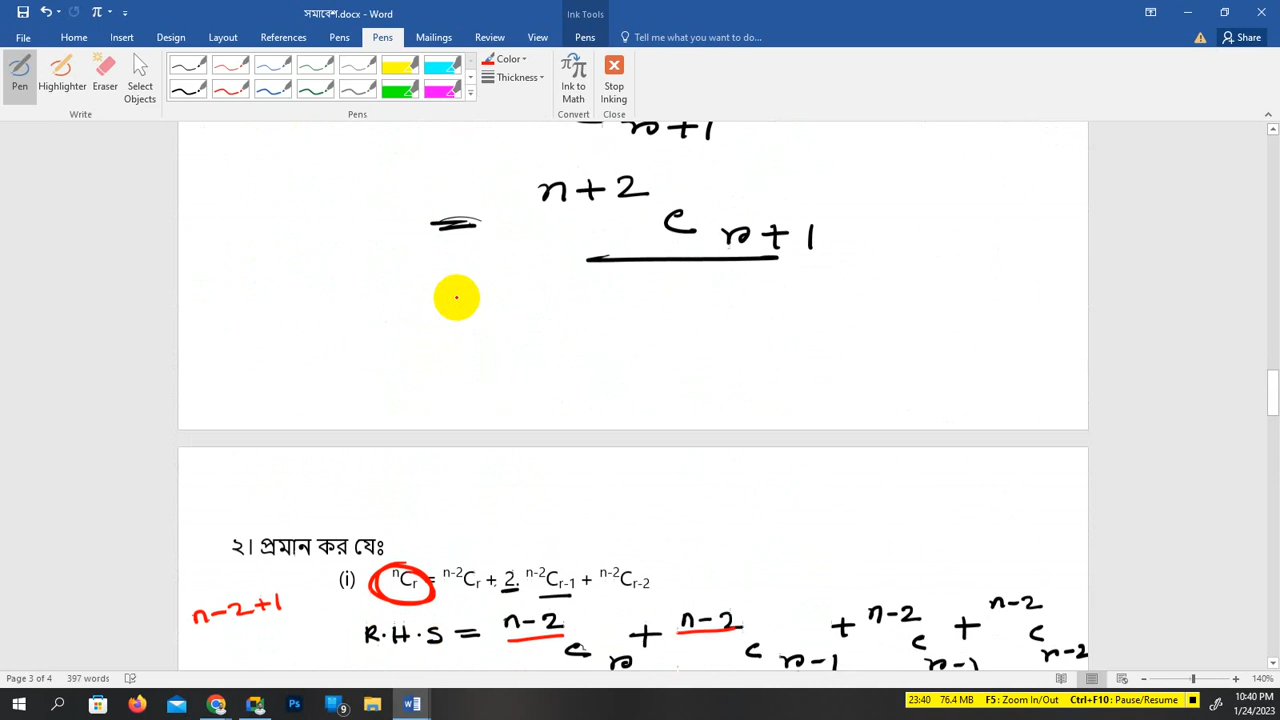 সমাবেশ.docx - Word
Ink Tools
File Home Insert Draw Design Layout References Pens Pens Mailings Review View Pens Tell me what you want to do... Share
Pen Highlighter Eraser Select Objects
Color
Thickness
Ink to Math
Stop Inking
Write Pens Convert Close
r+1
= n+2 C r+1
২। প্রমান কর যেঃ
(i) ⁿCᵣ = ⁿ⁻²Cᵣ + 2. ⁿ⁻²Cᵣ₋₁ + ⁿ⁻²Cᵣ₋₂
n-2+1
R.H.S = n-2 C r + n-2 C r-1 + n-2 C r-1 + n-2 C r-2
Page 3 of 4 397 words 140%
23:40 76.4 MB F5: Zoom In/Out Ctrl+F10: Pause/Resume
10:40 PM
1/24/2023